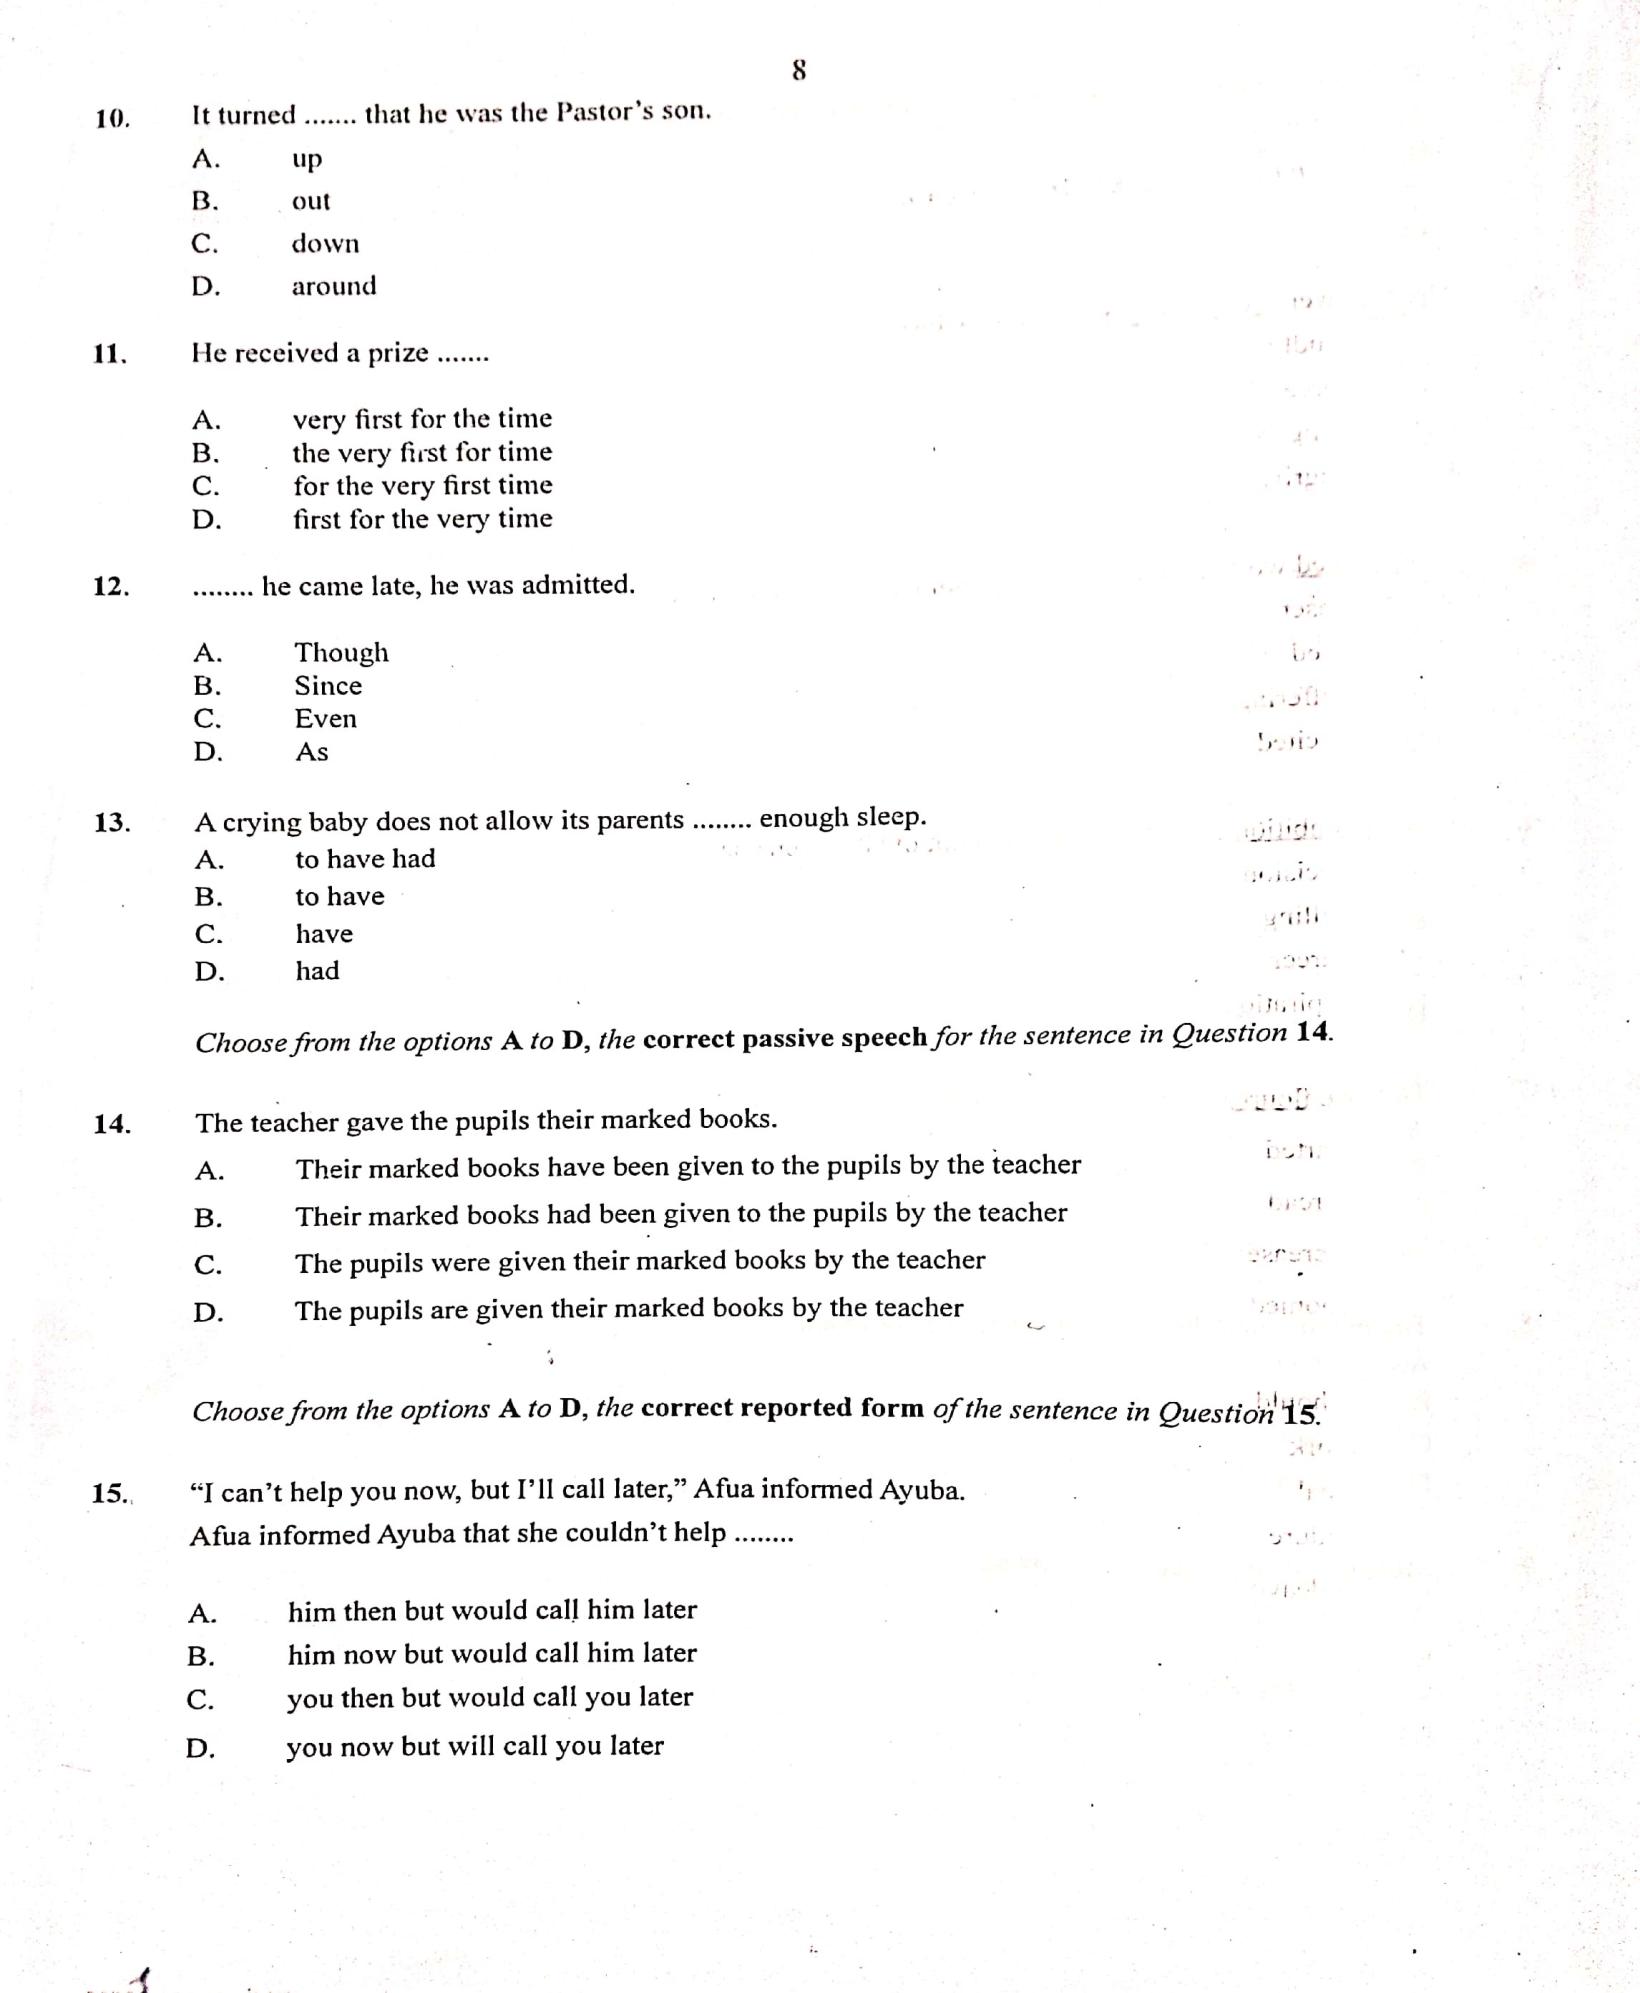 8
10. It turned ....... that he was the Pastor's son.
A. up
B. out
C. down
D. around
11. He received a prize .......
A. very first for the time
B. the very first for time
C. for the very first time
D. first for the very time
12. ........ he came late, he was admitted.
A. Though
B. Since
C. Even
D. As
13. A crying baby does not allow its parents ........ enough sleep.
A. to have had
B. to have
C. have
D. had
Choose from the options A to D, the correct passive speech for the sentence in Question 14.
14. The teacher gave the pupils their marked books.
A. Their marked books have been given to the pupils by the teacher
B. Their marked books had been given to the pupils by the teacher
C. The pupils were given their marked books by the teacher
D. The pupils are given their marked books by the teacher
Choose from the options A to D, the correct reported form of the sentence in Question 15.
15. “I can't help you now, but I'll call later,” Afua informed Ayuba.
Afua informed Ayuba that she couldn't help ........
A. him then but would call him later
B. him now but would call him later
C. you then but would call you later
D. you now but will call you later